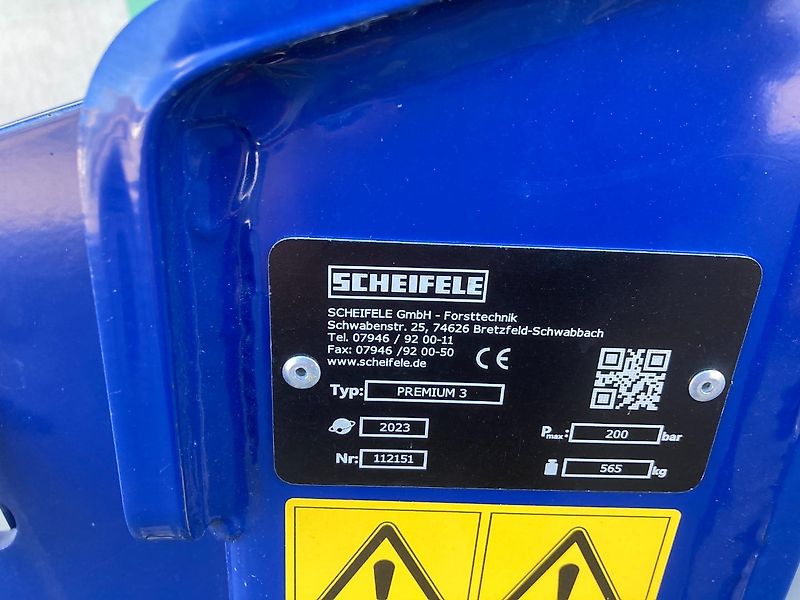 SCHEIFELE
SCHEIFELE GmbH - Forsttechnik
Schwabenstr. 25, 74626 Bretzfeld-Schwabbach
Tel. 07946 / 92 00-11
Fax: 07946 /92 00-50
www.scheifele.de
CE
Typ: PREMIUM 3
2023
Pmax: 200 bar
Nr: 112151
565 kg